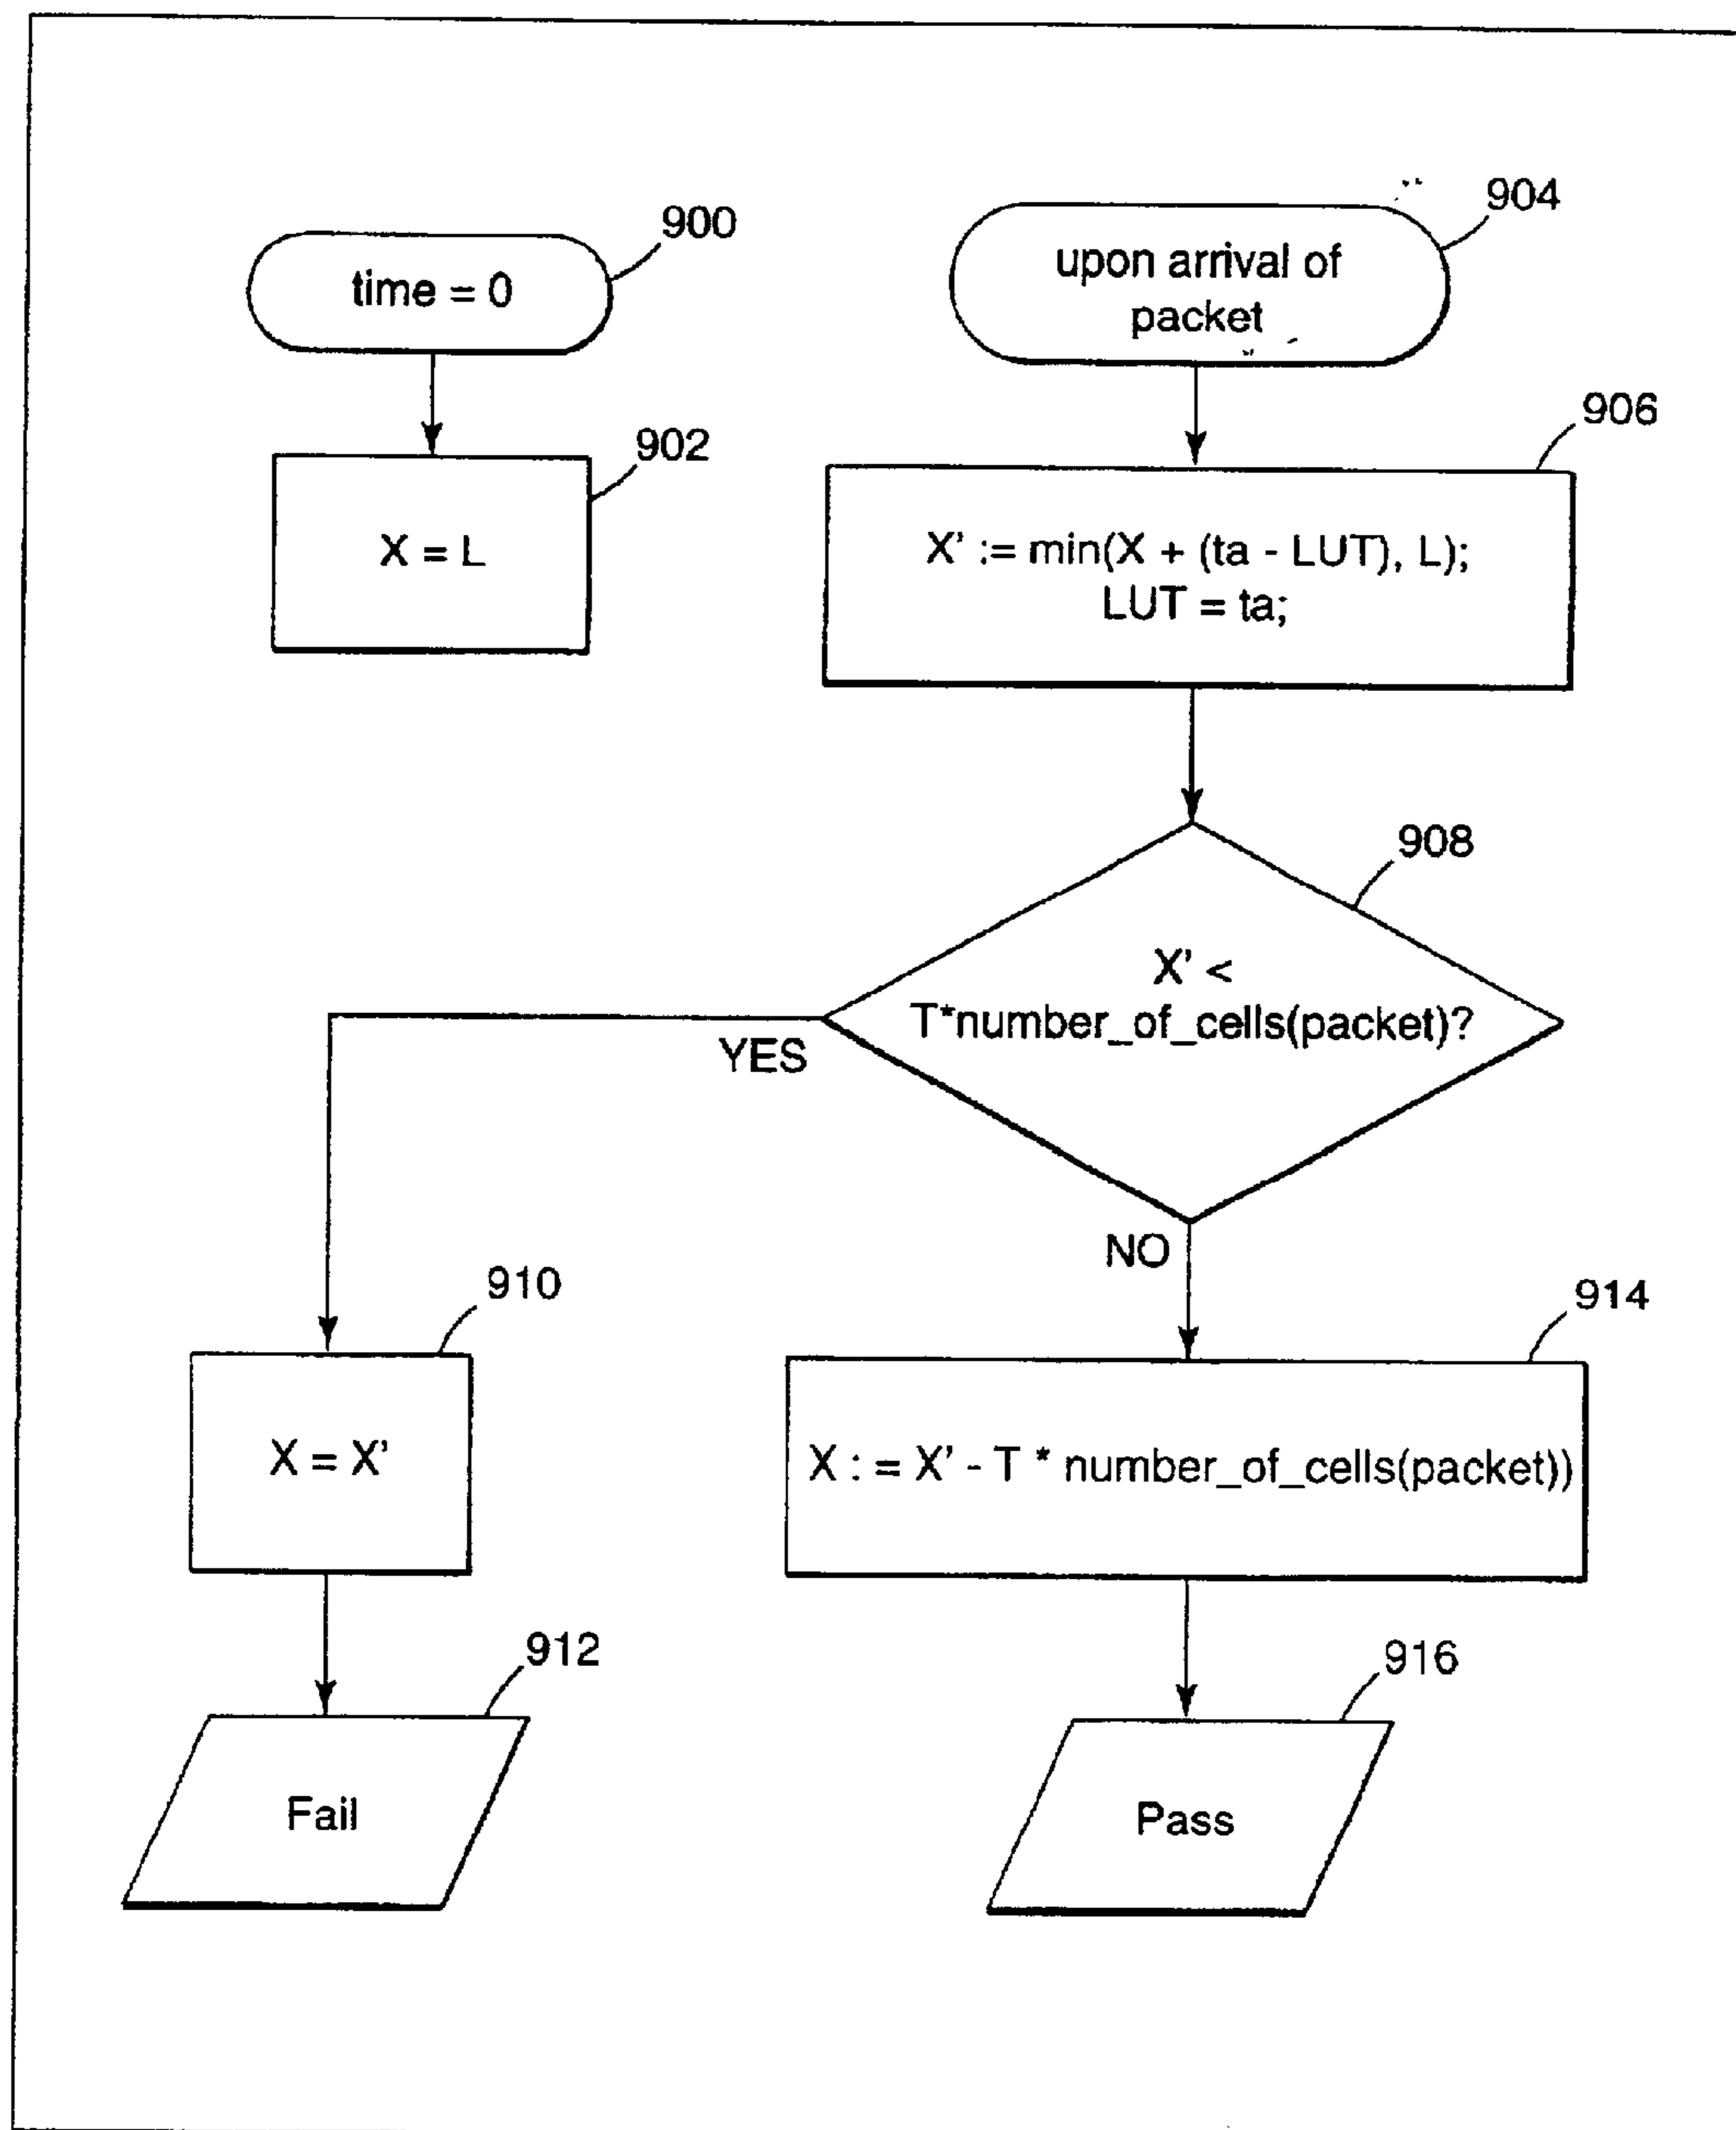 900
time = 0
902
X = L
904
upon arrival of
packet
906
X' := min(X + (ta - LUT), L);
LUT = ta;
908
X' <
T*number_of_cells(packet)?
YES
NO
910
X = X'
912
Fail
914
X : = X' - T * number_of_cells(packet))
916
Pass